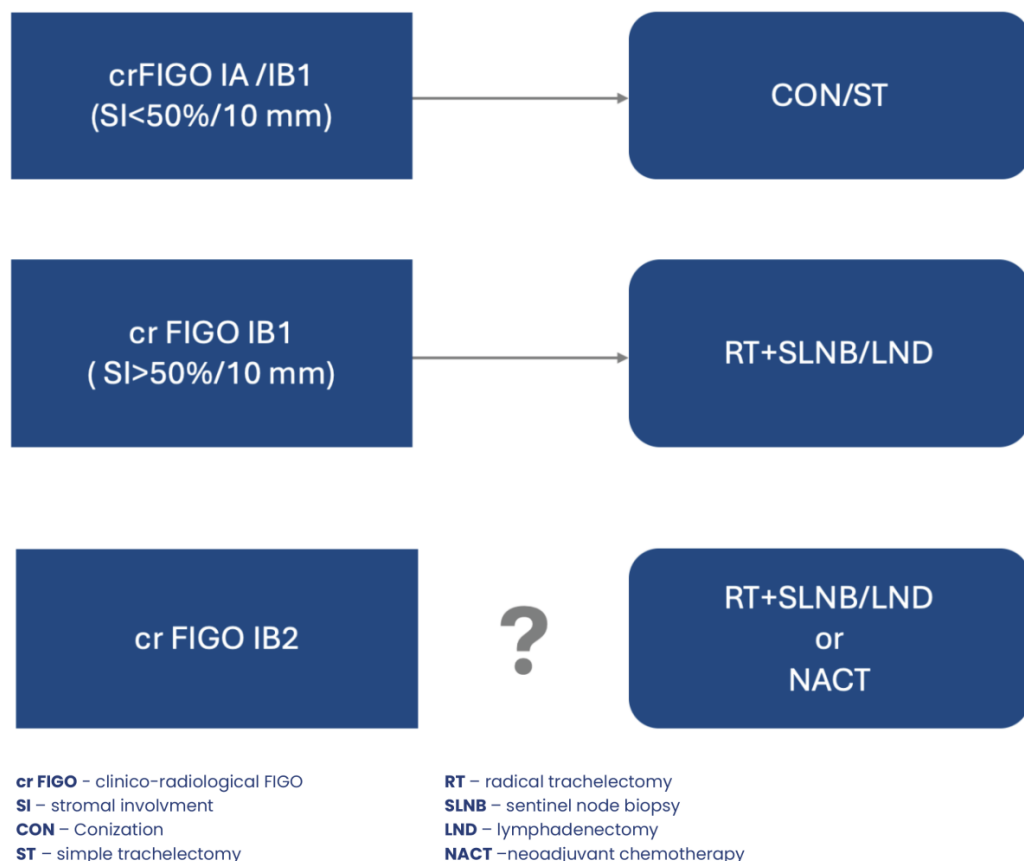 crFIGO IA /IB1
(SI<50%/10 mm)
CON/ST
cr FIGO IB1
( SI>50%/10 mm)
RT+SLNB/LND
cr FIGO IB2
?
RT+SLNB/LND
or
NACT
cr FIGO - clinico-radiological FIGO
SI – stromal involvment
CON – Conization
ST – simple trachelectomy
RT – radical trachelectomy
SLNB – sentinel node biopsy
LND – lymphadenectomy
NACT –neoadjuvant chemotherapy